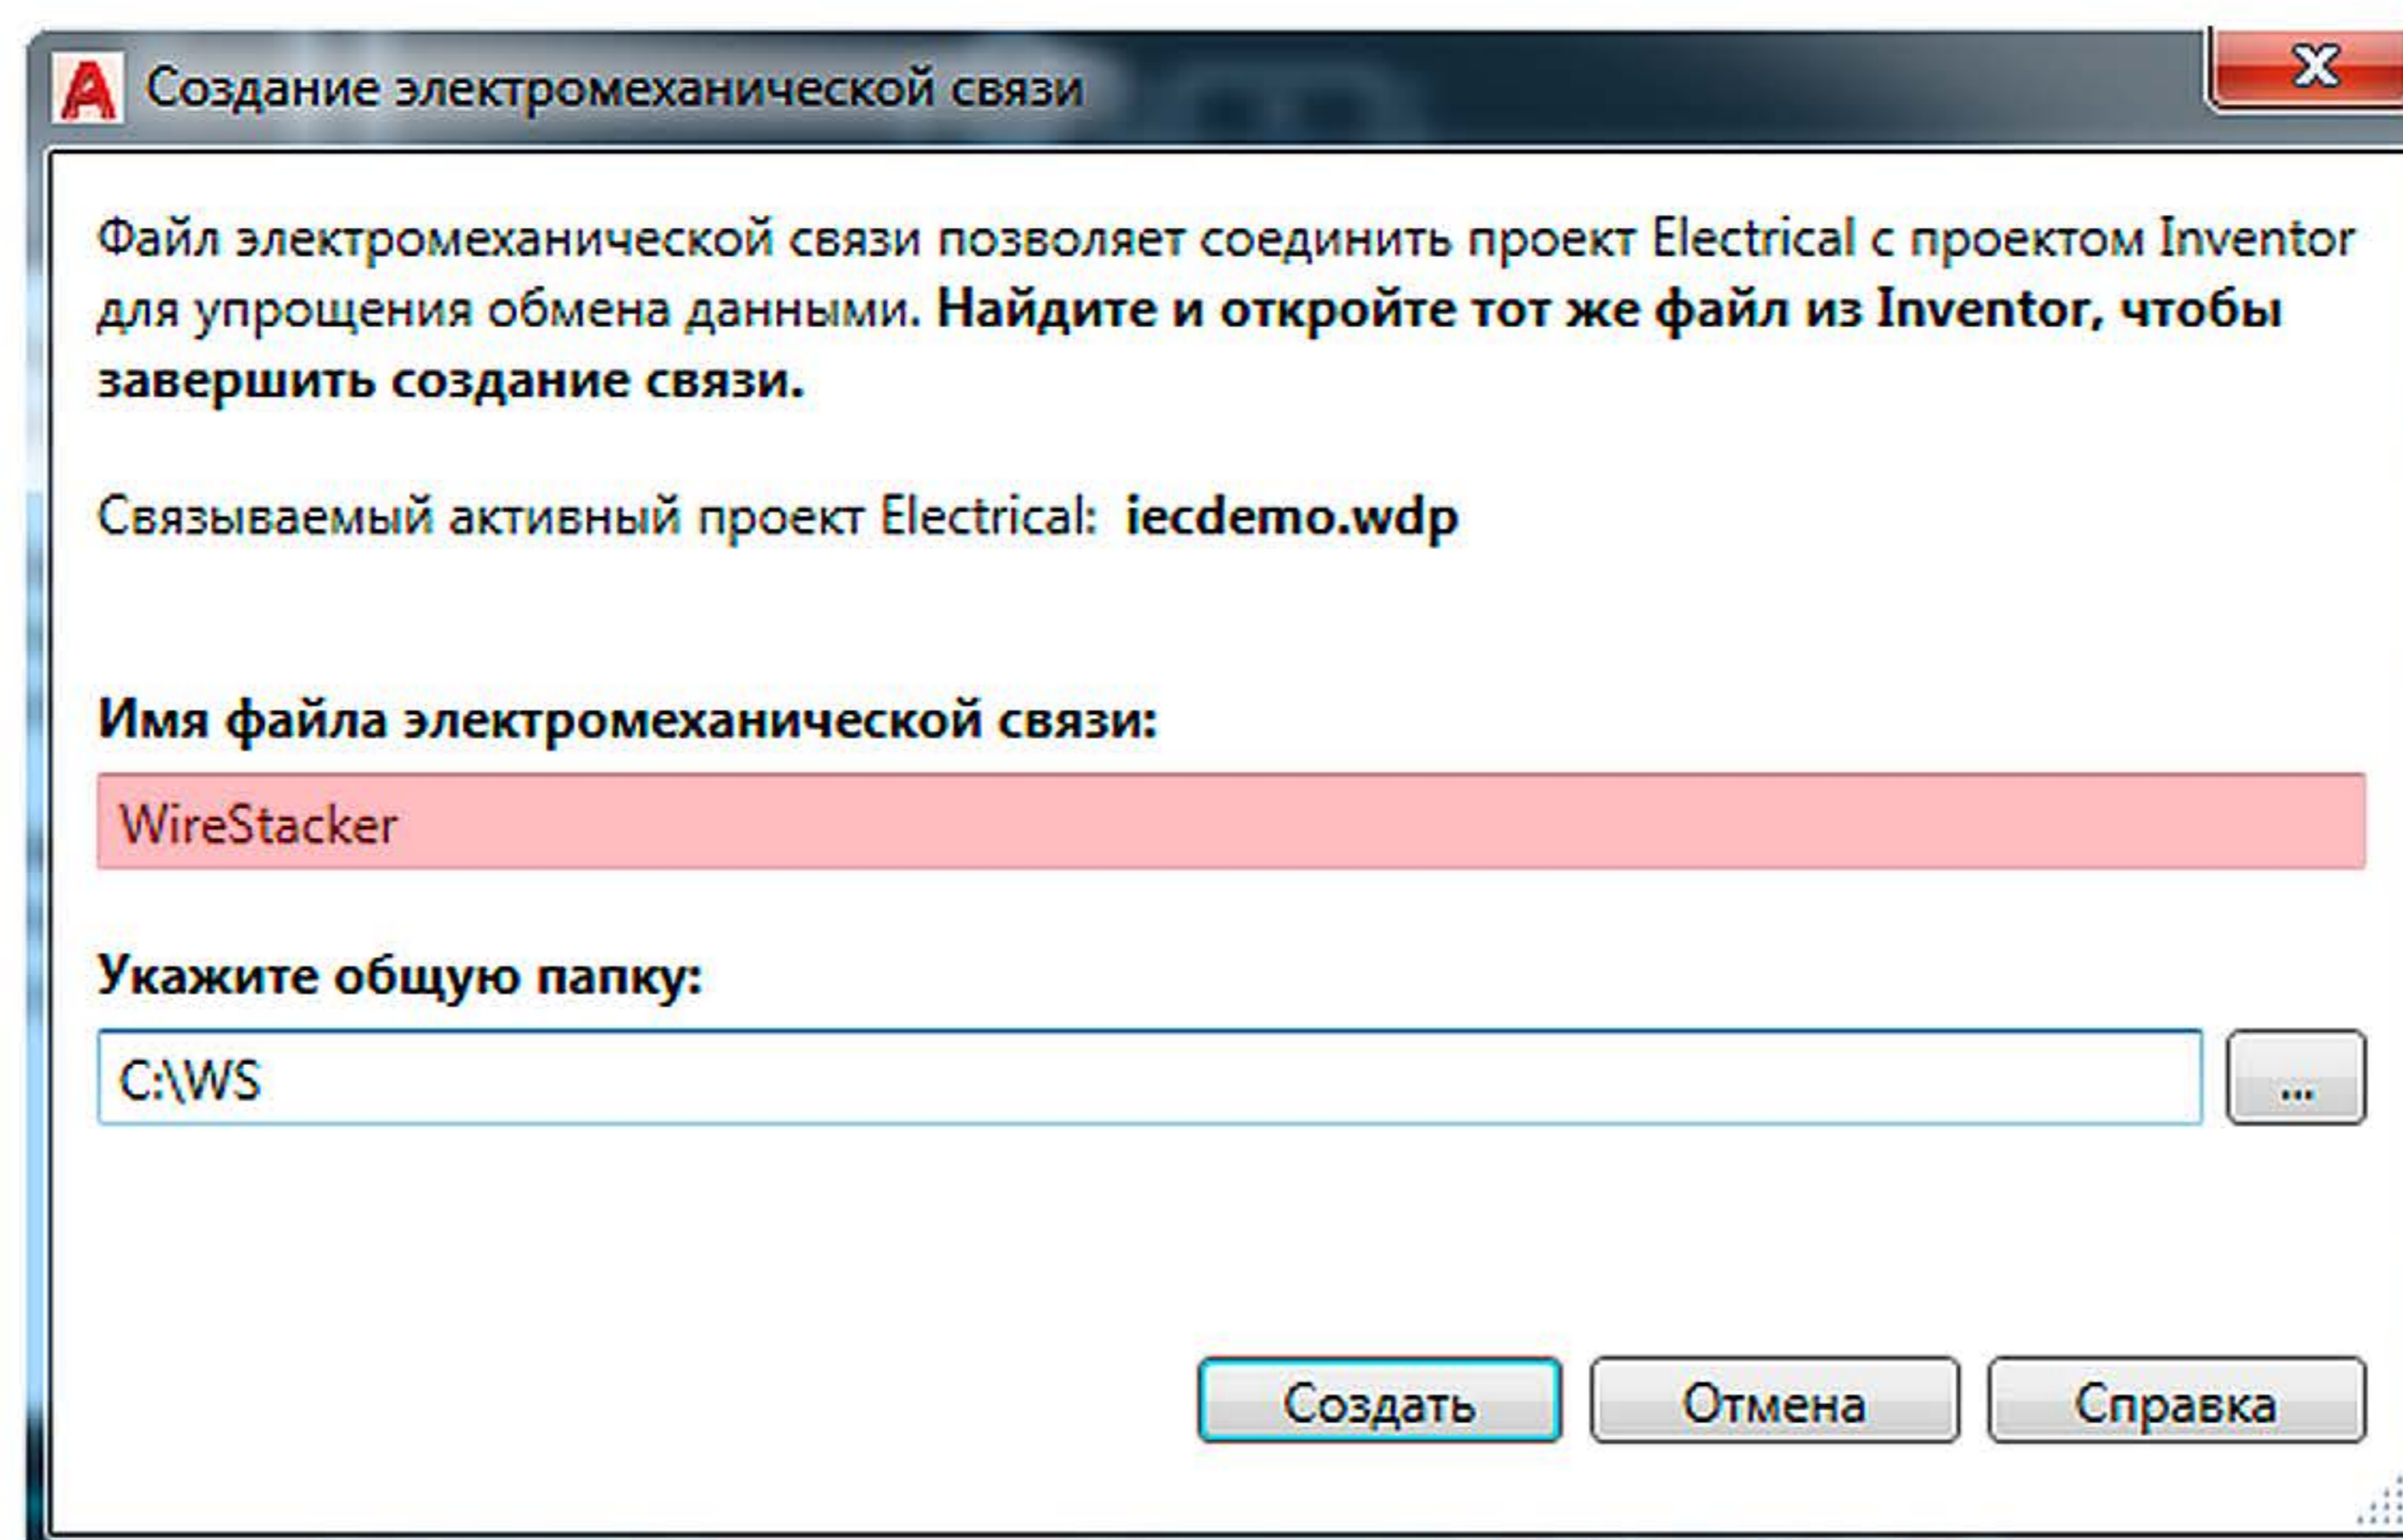 Создание электромеханической связи
Файл электромеханической связи позволяет соединить проект Electrical с проектом Inventor
для упрощения обмена данными. Найдите и откройте тот же файл из Inventor, чтобы
завершить создание связи.
Связываемый активный проект Electrical: iecdemo.wdp
Имя файла электромеханической связи:
WireStacker
Укажите общую папку:
C:\WS
...
Создать Отмена Справка